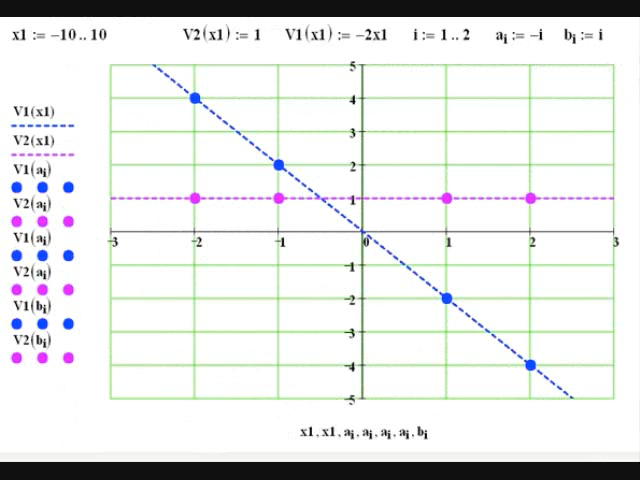 x1 := −10 .. 10 V2(x1) := 1 V1(x1) := −2x1 i := 1 .. 2 aᵢ := −i bᵢ := i
V1(x1)
V2(x1)
V1(aᵢ)
V2(aᵢ)
V1(aᵢ)
V2(aᵢ)
V1(bᵢ)
V2(bᵢ)
5
4
3
2
1
−3 −2 −1 0 1 2 3
−1
−2
−3
−4
−5
x1 , x1 , aᵢ , aᵢ , aᵢ , aᵢ , bᵢ